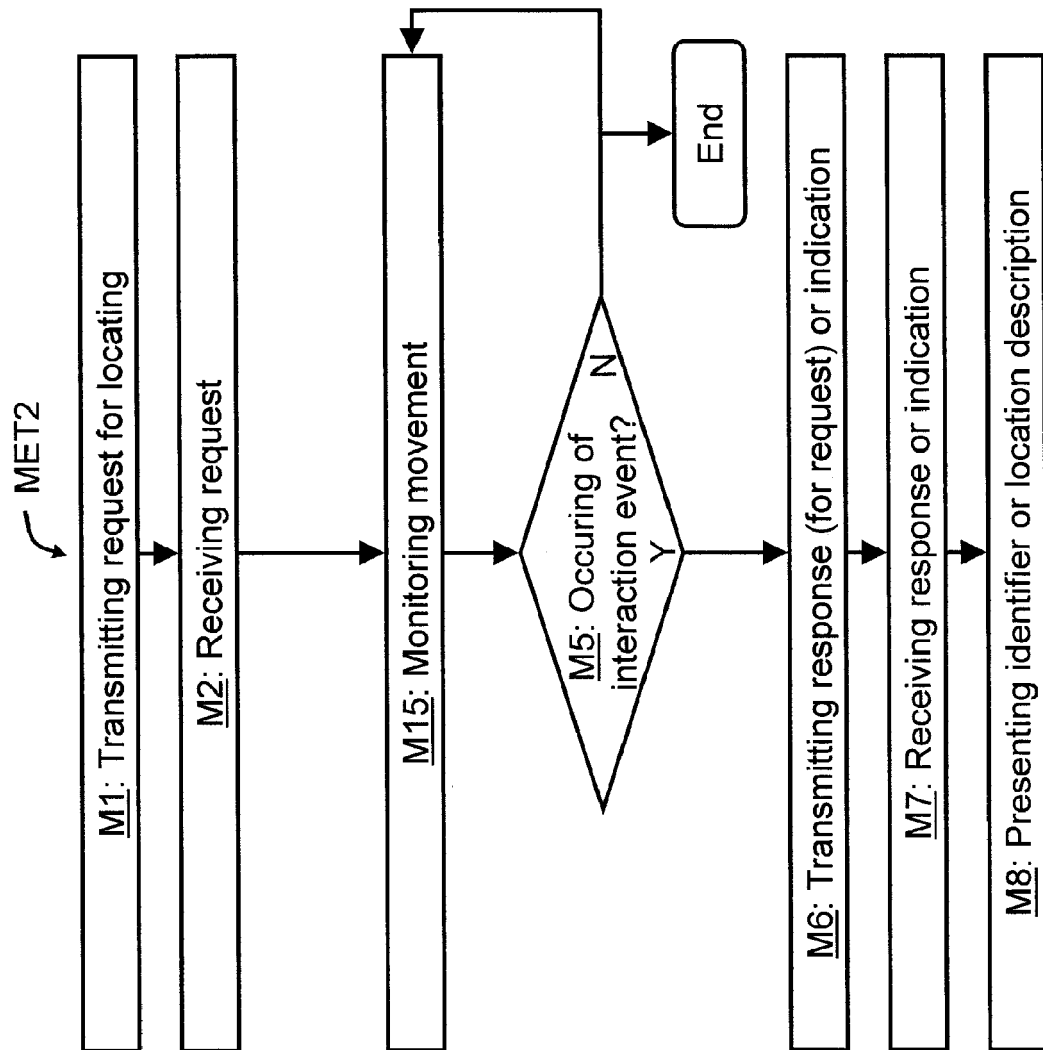 MET2
M1: Transmitting request for locating
M2: Receiving request
M15: Monitoring movement
M5: Occuring of
interaction event?
N
Y
End
M6: Transmitting response (for request) or indication
M7: Receiving response or indication
M8: Presenting identifier or location description